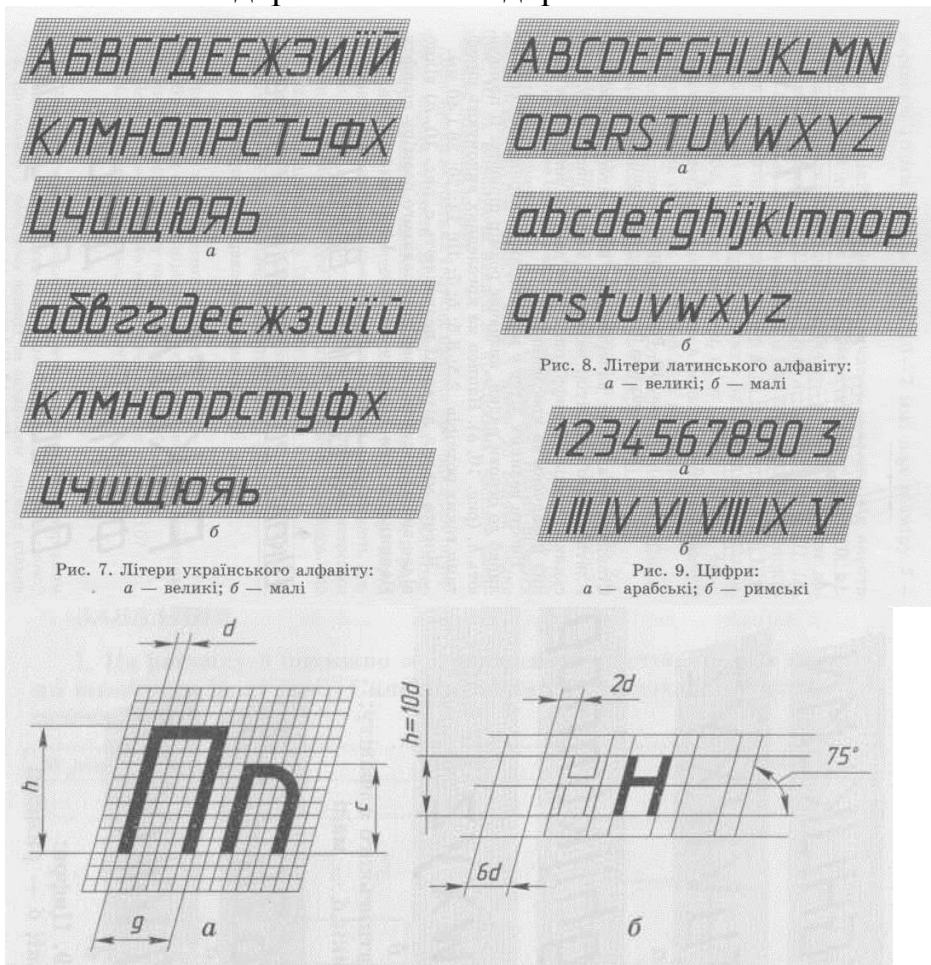 АБВГҐДЕЄЖЗИІЇЙ
КЛМНОПРСТУФХ
ЦЧШЩЮЯЬ
а
абвгґдеєжзиіїй
клмнопрстуфх
цчшщюяь
б
Рис. 7. Літери українського алфавіту:
а — великі; б — малі
ABCDEFGHIJKLMN
OPQRSTUVWXYZ
а
abcdefghijklmnop
qrstuvwxyz
б
Рис. 8. Літери латинського алфавіту:
а — великі; б — малі
1234567890 3
а
I III IV VI VIII IX V
б
Рис. 9. Цифри:
а — арабські; б — римські
d
h
Пп
c
g
а
h=10d
2d
Н
75°
6d
б